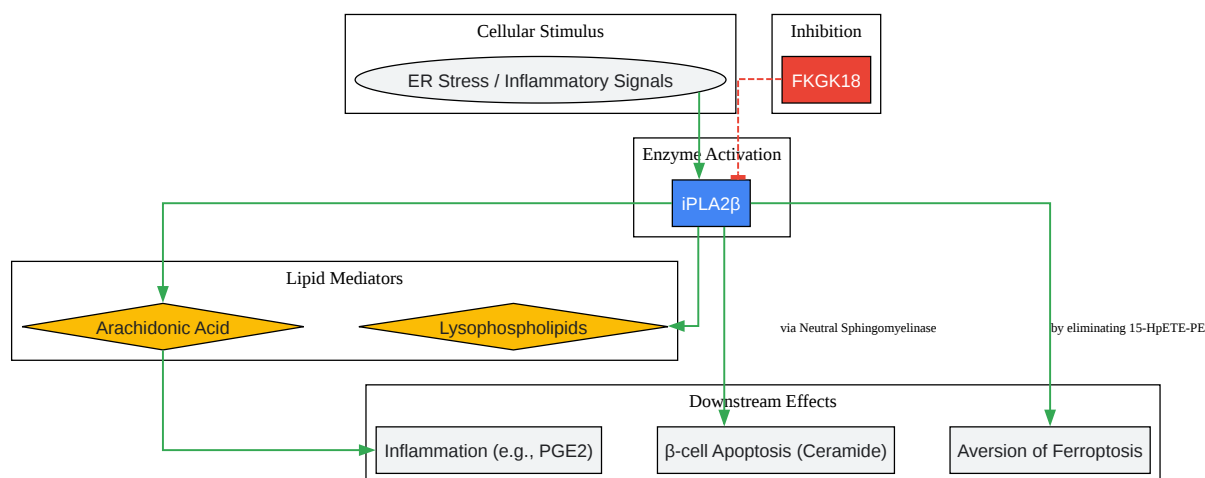 Cellular Stimulus
Inhibition
ER Stress / Inflammatory Signals
FKGK18
Enzyme Activation
iPLA2β
Lipid Mediators
Arachidonic Acid
Lysophospholipids
via Neutral Sphingomyelinase
by eliminating 15-HpETE-PE
Downstream Effects
Inflammation (e.g., PGE2)
β-cell Apoptosis (Ceramide)
Aversion of Ferroptosis